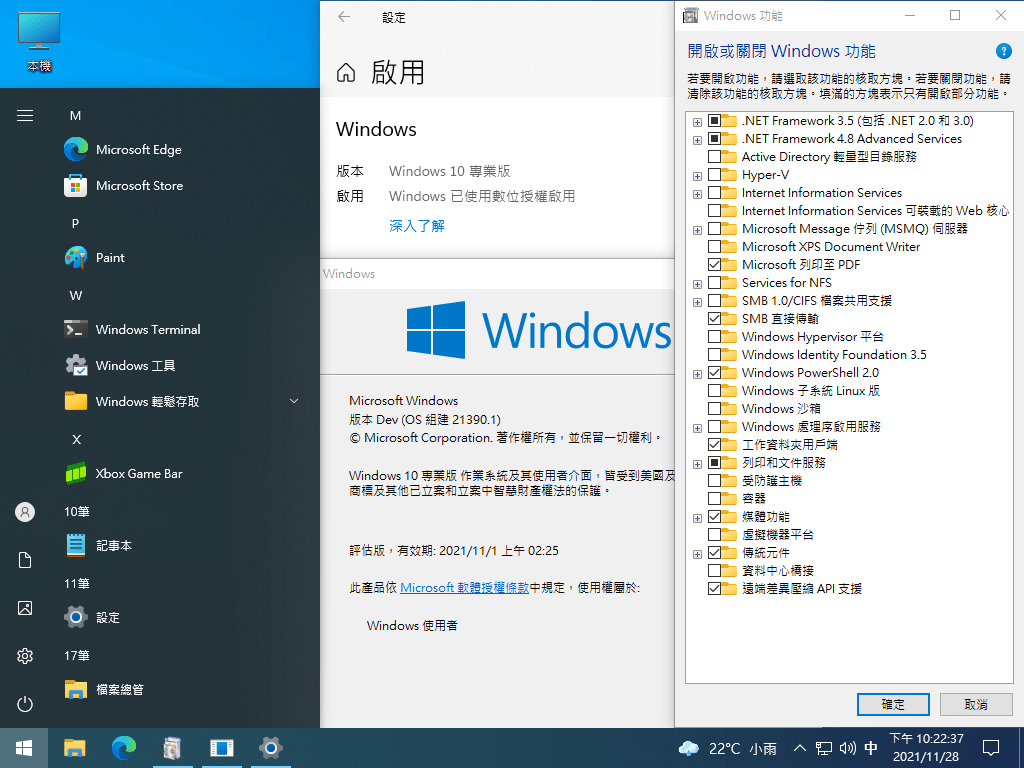 本機
M
Microsoft Edge
Microsoft Store
P
Paint
W
Windows Terminal
Windows 工具
Windows 輕鬆存取
X
Xbox Game Bar
10筆
記事本
11筆
設定
17筆
檔案總管
設定
啟用
Windows
版本 Windows 10 專業版
啟用 Windows 已使用數位授權啟用
深入了解
Windows
Windows
Microsoft Windows
版本 Dev (OS 組建 21390.1)
© Microsoft Corporation. 著作權所有，並保留一切權利。
Windows 10 專業版 作業系統及其使用者介面，皆受到美國及
商標及其他已立案和立案中智慧財產權法的保護。
評估版，有效期: 2021/11/1 上午 02:25
此產品依 Microsoft 軟體授權條款中規定，使用權屬於:
Windows 使用者
Windows 功能
開啟或關閉 Windows 功能
若要開啟功能，請選取該功能的核取方塊。若要關閉功能，請
清除該功能的核取方塊。填滿的方塊表示只有開啟部分功能。
.NET Framework 3.5 (包括 .NET 2.0 和 3.0)
.NET Framework 4.8 Advanced Services
Active Directory 輕量型目錄服務
Hyper-V
Internet Information Services
Internet Information Services 可裝載的 Web 核心
Microsoft Message 佇列 (MSMQ) 伺服器
Microsoft XPS Document Writer
Microsoft 列印至 PDF
Services for NFS
SMB 1.0/CIFS 檔案共用支援
SMB 直接傳輸
Windows Hypervisor 平台
Windows Identity Foundation 3.5
Windows PowerShell 2.0
Windows 子系統 Linux 版
Windows 沙箱
Windows 處理序啟用服務
工作資料夾用戶端
列印和文件服務
受防護主機
容器
媒體功能
虛擬機器平台
傳統元件
資料中心橋接
遠端差異壓縮 API 支援
確定
取消
22°C 小雨
中
下午 10:22:37
2021/11/28